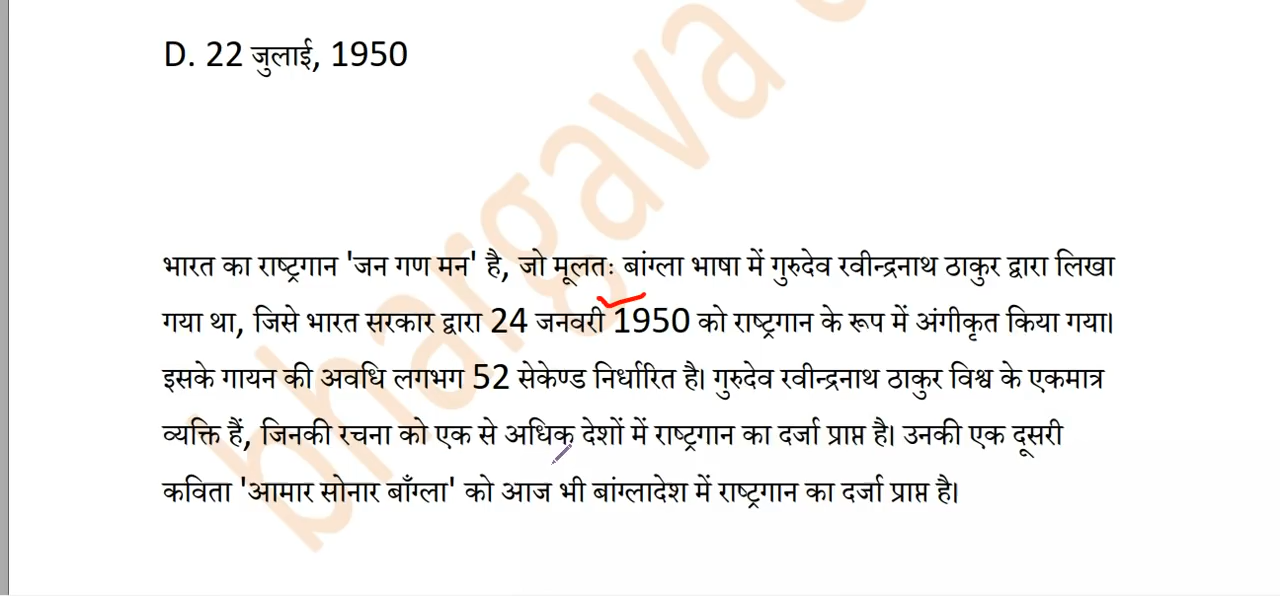 D. 22 जुलाई, 1950
bhargava
भारत का राष्ट्रगान 'जन गण मन' है, जो मूलतः बांग्ला भाषा में गुरुदेव रवीन्द्रनाथ ठाकुर द्वारा लिखा
गया था, जिसे भारत सरकार द्वारा 24 जनवरी 1950 को राष्ट्रगान के रूप में अंगीकृत किया गया।
इसके गायन की अवधि लगभग 52 सेकेण्ड निर्धारित है। गुरुदेव रवीन्द्रनाथ ठाकुर विश्व के एकमात्र
व्यक्ति हैं, जिनकी रचना को एक से अधिक देशों में राष्ट्रगान का दर्जा प्राप्त है। उनकी एक दूसरी
कविता 'आमार सोनार बाँग्ला' को आज भी बांग्लादेश में राष्ट्रगान का दर्जा प्राप्त है।